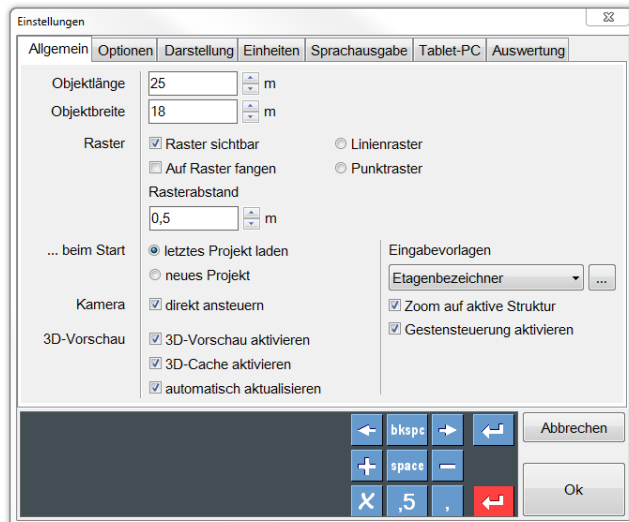 Einstellungen
Allgemein Optionen Darstellung Einheiten Sprachausgabe Tablet-PC Auswertung
Objektlänge 25 m
Objektbreite 18 m
Raster Raster sichtbar Linienraster
Auf Raster fangen Punktraster
Rasterabstand
0,5 m
... beim Start letztes Projekt laden Eingabevorlagen
neues Projekt Etagenbezeichner ...
Kamera direkt ansteuern Zoom auf aktive Struktur
3D-Vorschau 3D-Vorschau aktivieren Gestensteuerung aktivieren
3D-Cache aktivieren
automatisch aktualisieren
bkspc Abbrechen
+ space −
X ,5 , Ok